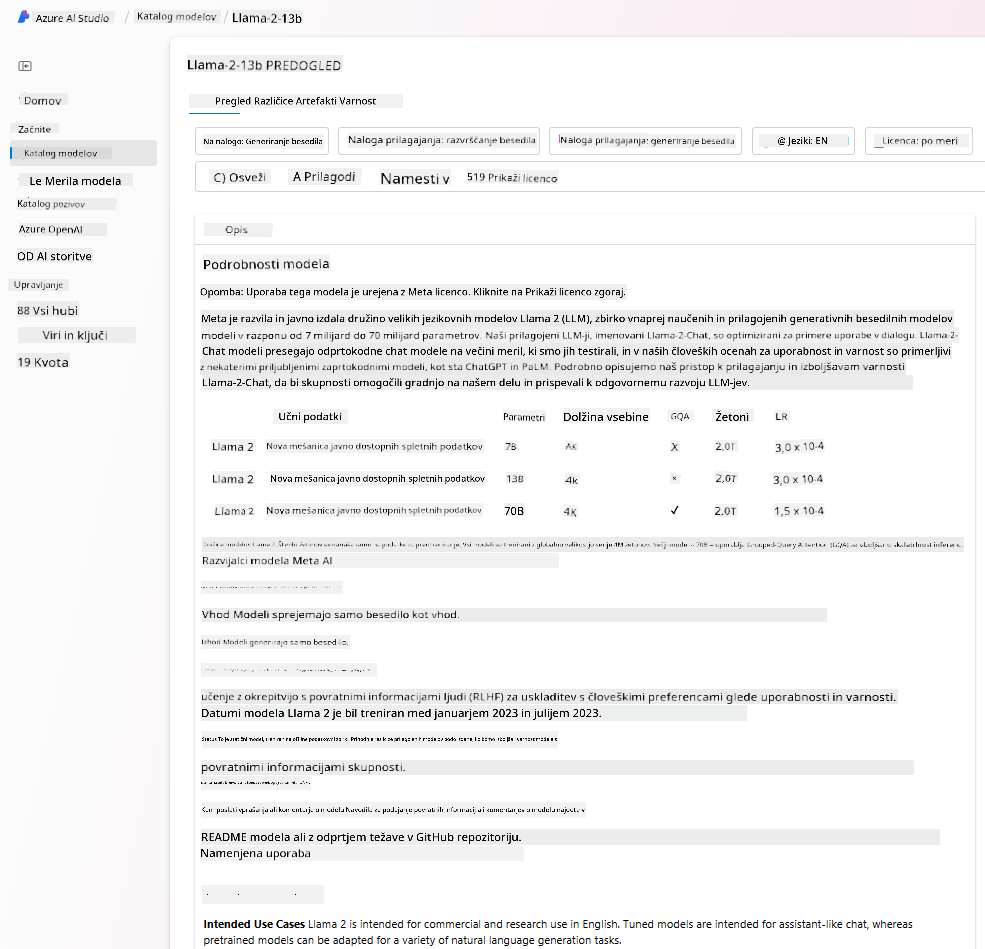 Azure AI Studio / Katalog modelov / Llama-2-13b
Llama-2-13b PREDOGLED
Domov
Začnite
Katalog modelov
Le Merila modela
Katalog pozivov
Azure OpenAI
OD AI storitve
Upravljanje
88 Vsi hubi
Viri in ključi
19 Kvota
Pregled Različice Artefakti Varnost
Na nalogo: Generiranje besedila
Naloga prilagajanja: razvrščanje besedila
Naloga prilagajanja: generiranje besedila
@ Jeziki: EN
Licenca: po meri
C) Osveži
A Prilagodi
Namesti v
519 Prikaži licenco
Opis
Podrobnosti modela
Opomba: Uporaba tega modela je urejena z Meta licenco. Kliknite na Prikaži licenco zgoraj.
Meta je razvila in javno izdala družino velikih jezikovnih modelov Llama 2 (LLM), zbirko vnaprej naučenih in prilagojenih generativnih besedilnih modelov
modeli v razponu od 7 milijard do 70 milijard parametrov. Naši prilagojeni LLM-ji, imenovani Llama-2-Chat, so optimizirani za primere uporabe v dialogu. Llama-2-
Chat modeli presegajo odprtokodne chat modele na večini meril, ki smo jih testirali, in v naših človeških ocenah za uporabnost in varnost so primerljivi
z nekaterimi priljubljenimi zaprtokodnimi modeli, kot sta ChatGPT in PaLM. Podrobno opisujemo naš pristop k prilagajanju in izboljšavam varnosti
Llama-2-Chat, da bi skupnosti omogočili gradnjo na našem delu in prispevali k odgovornemu razvoju LLM-jev.
Učni podatki Parametri Dolžina vsebine GQA Žetoni LR
Llama 2 Nova mešanica javno dostopnih spletnih podatkov 7B 4K X 2,0T 3,0 x 10-4
Llama 2 Nova mešanica javno dostopnih spletnih podatkov 13B 4k × 2,0T 3,0 x 10-4
Llama 2 Nova mešanica javno dostopnih spletnih podatkov 70B 4K ✓ 2,0T 1,5 x 10-4
Razvijalci modela Meta AI
Vhod Modeli sprejemajo samo besedilo kot vhod.
Izhod Modeli generirajo samo besedilo.
učenje z okrepitvijo s povratnimi informacijami ljudi (RLHF) za uskladitev s človeškimi preferencami glede uporabnosti in varnosti.
Datumi modela Llama 2 je bil treniran med januarjem 2023 in julijem 2023.
povratnimi informacijami skupnosti.
Kam poslati vprašanja ali komentarje o modelu Navodila za podajanje povratnih informacij ali komentarjev o modelu najdete v
README modela ali z odprtjem težave v GitHub repozitoriju.
Namenjena uporaba
Intended Use Cases Llama 2 is intended for commercial and research use in English. Tuned models are intended for assistant-like chat, whereas
pretrained models can be adapted for a variety of natural language generation tasks.